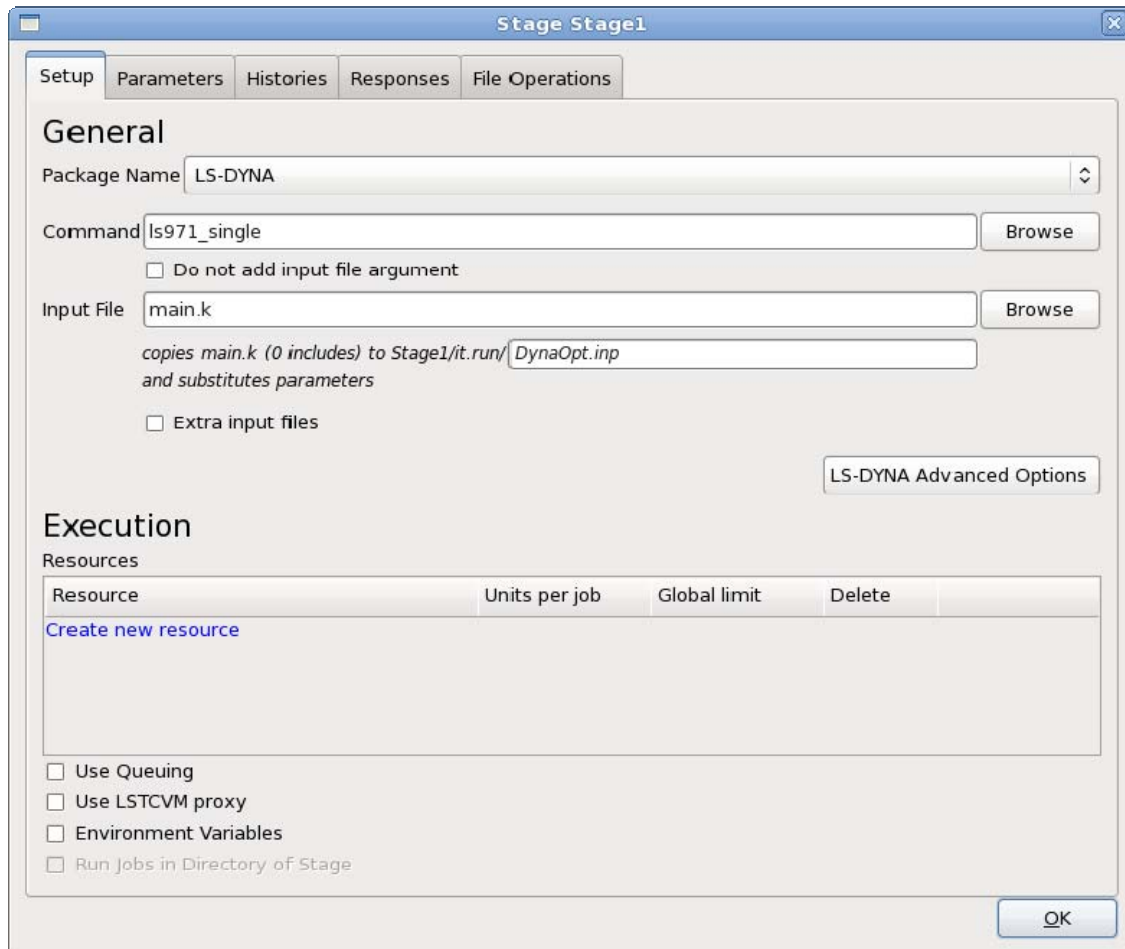 Stage Stage1
Setup Parameters Histories Responses File Operations
General
Package Name LS-DYNA
Command ls971_single Browse
Do not add input file argument
Input File main.k Browse
copies main.k (0 includes) to Stage1/it.run/ DynaOpt.inp
and substitutes parameters
Extra input files
LS-DYNA Advanced Options
Execution
Resources
Resource Units per job Global limit Delete
Create new resource
Use Queuing
Use LSTCVM proxy
Environment Variables
Run Jobs in Directory of Stage
OK